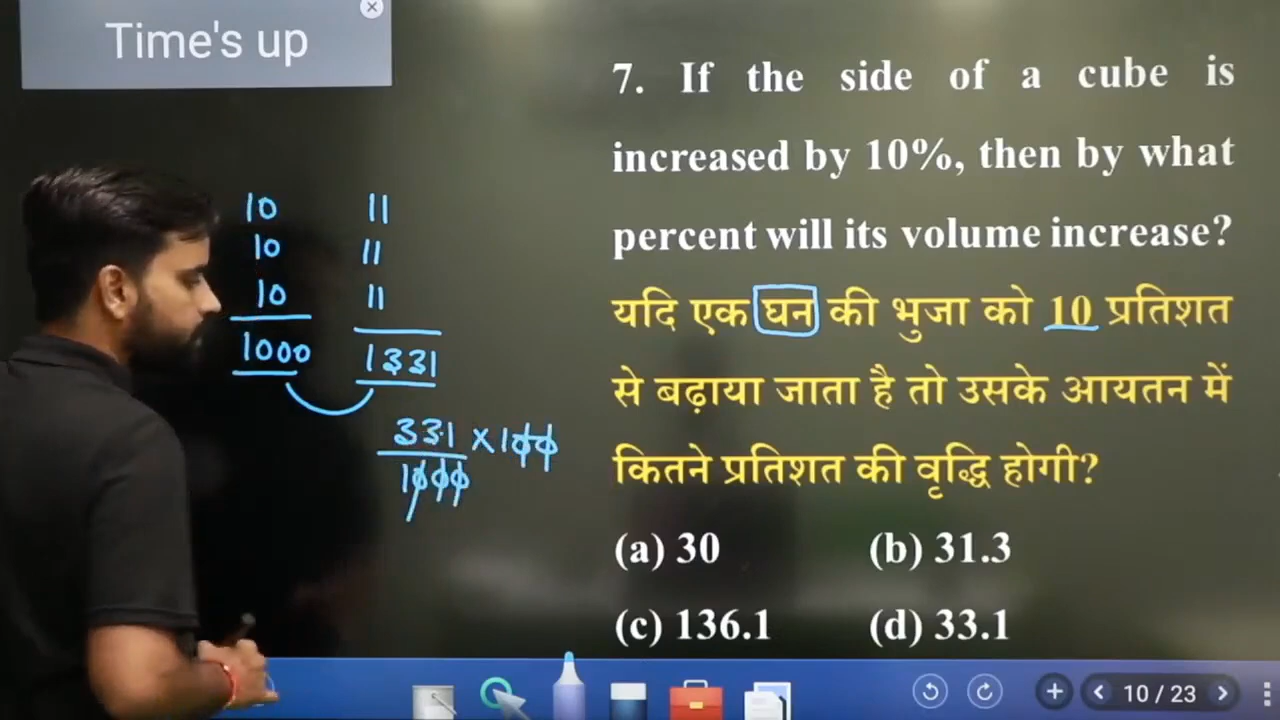 Time's up
7. If the side of a cube is
increased by 10%, then by what
percent will its volume increase?
यदि एक घन की भुजा को 10 प्रतिशत
से बढ़ाया जाता है तो उसके आयतन में
कितने प्रतिशत की वृद्धि होगी?
(a) 30 (b) 31.3
(c) 136.1 (d) 33.1
10 11
10 11
10 11
1000 1331
33.1 × 100
1000
10 / 23